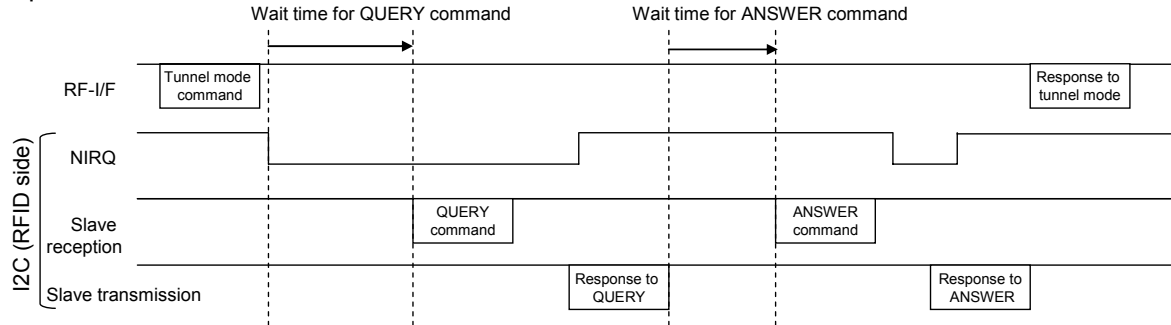 Wait time for QUERY command
Wait time for ANSWER command
RF-I/F
Tunnel mode
command
Response to
tunnel mode
NIRQ
I2C (RFID side)
Slave
reception
QUERY
command
ANSWER
command
Slave transmission
Response to
QUERY
Response to
ANSWER